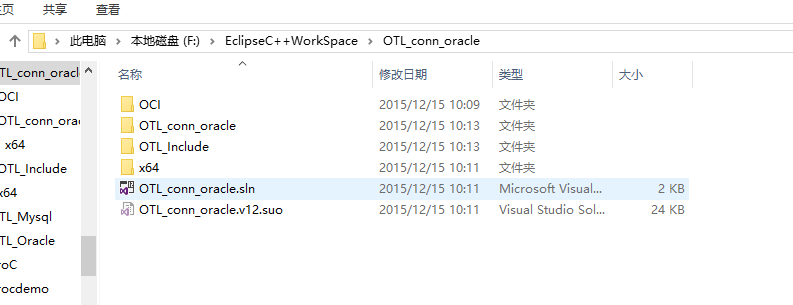 主页 共享 查看
此电脑 本地磁盘 (F:) EclipseC++WorkSpace OTL_conn_oracle
名称 修改日期 类型 大小
OCI 2015/12/15 10:09 文件夹
OTL_conn_oracle 2015/12/15 10:13 文件夹
OTL_Include 2015/12/15 10:13 文件夹
x64 2015/12/15 10:11 文件夹
OTL_conn_oracle.sln 2015/12/15 10:11 Microsoft Visual... 2 KB
OTL_conn_oracle.v12.suo 2015/12/15 10:11 Visual Studio Sol... 24 KB
TL_conn_oracle
OCI
OTL_conn_ora
x64
OTL_Include
x64
TL_Mysql
TL_Oracle
roC
rocdemo